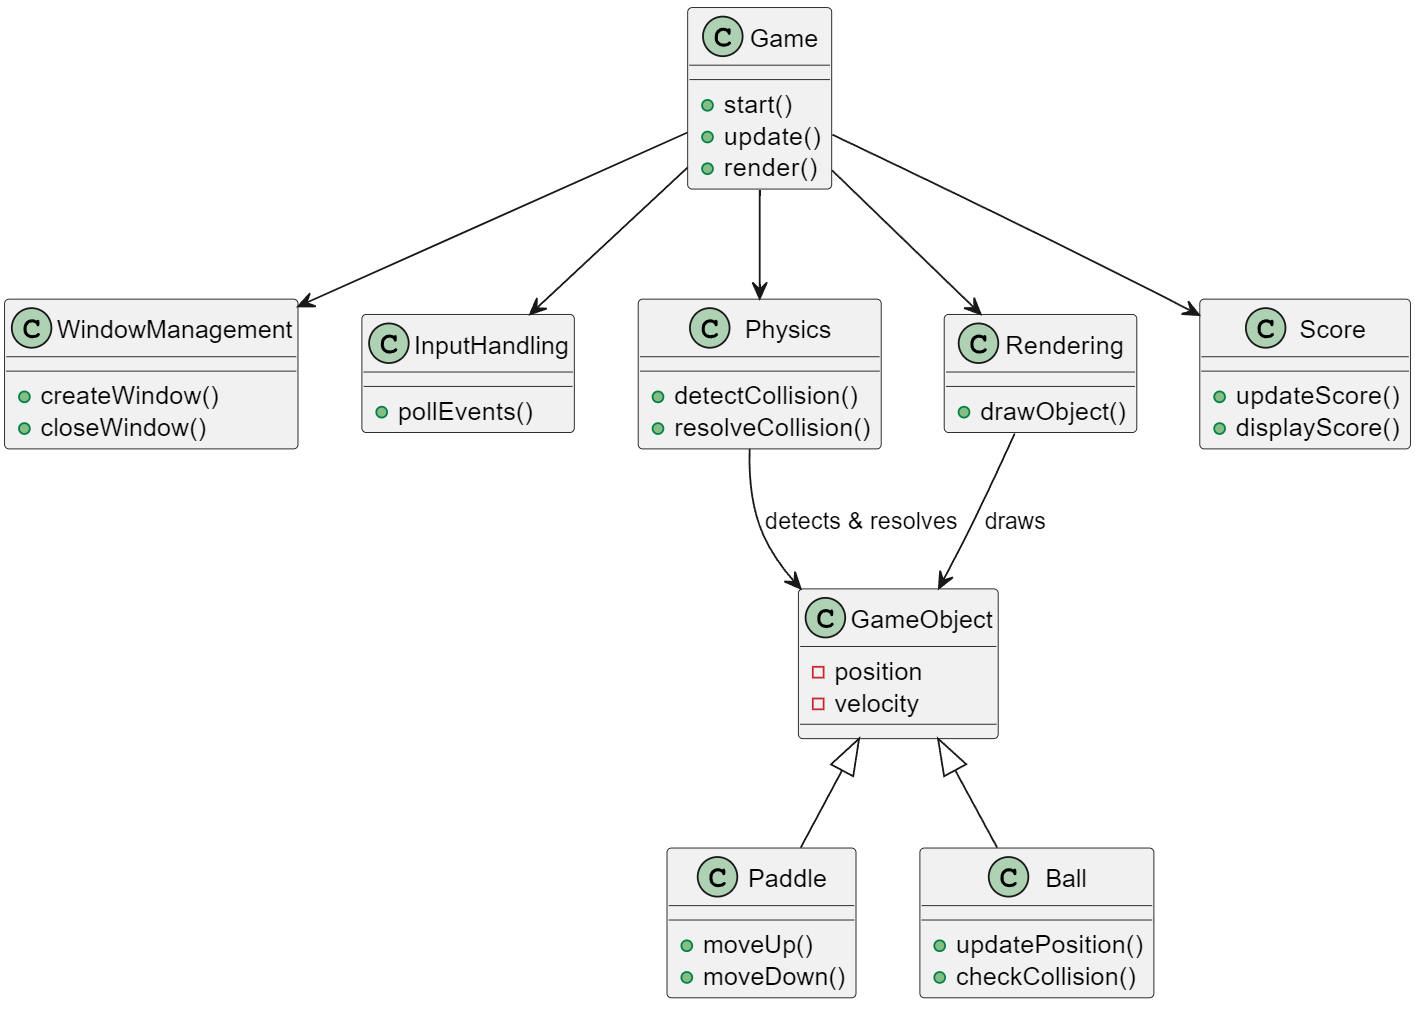 C Game
start()
update()
render()
C WindowManagement
createWindow()
closeWindow()
C InputHandling
pollEvents()
C Physics
detectCollision()
resolveCollision()
C Rendering
drawObject()
C Score
updateScore()
displayScore()
detects & resolves
draws
C GameObject
position
velocity
C Paddle
moveUp()
moveDown()
C Ball
updatePosition()
checkCollision()